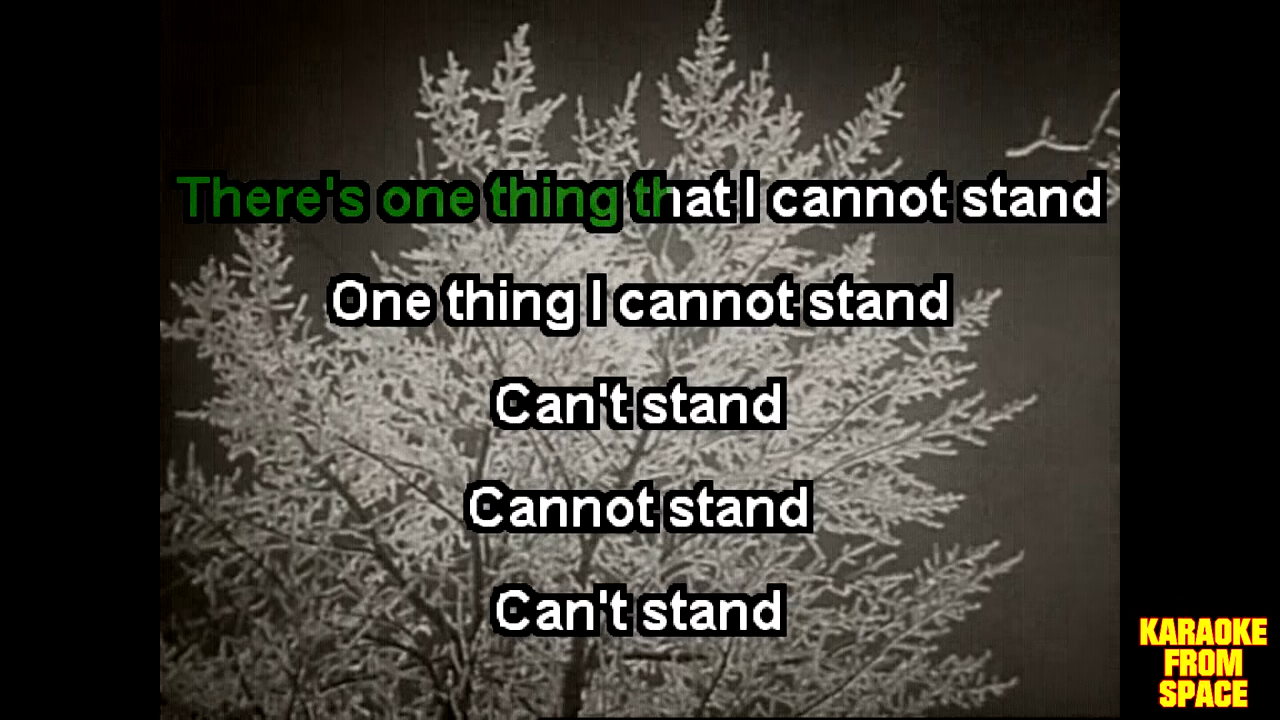 There's one thing that I cannot stand
One thing I cannot stand
Can't stand
Cannot stand
Can't stand
KARAOKE
FROM
SPACE